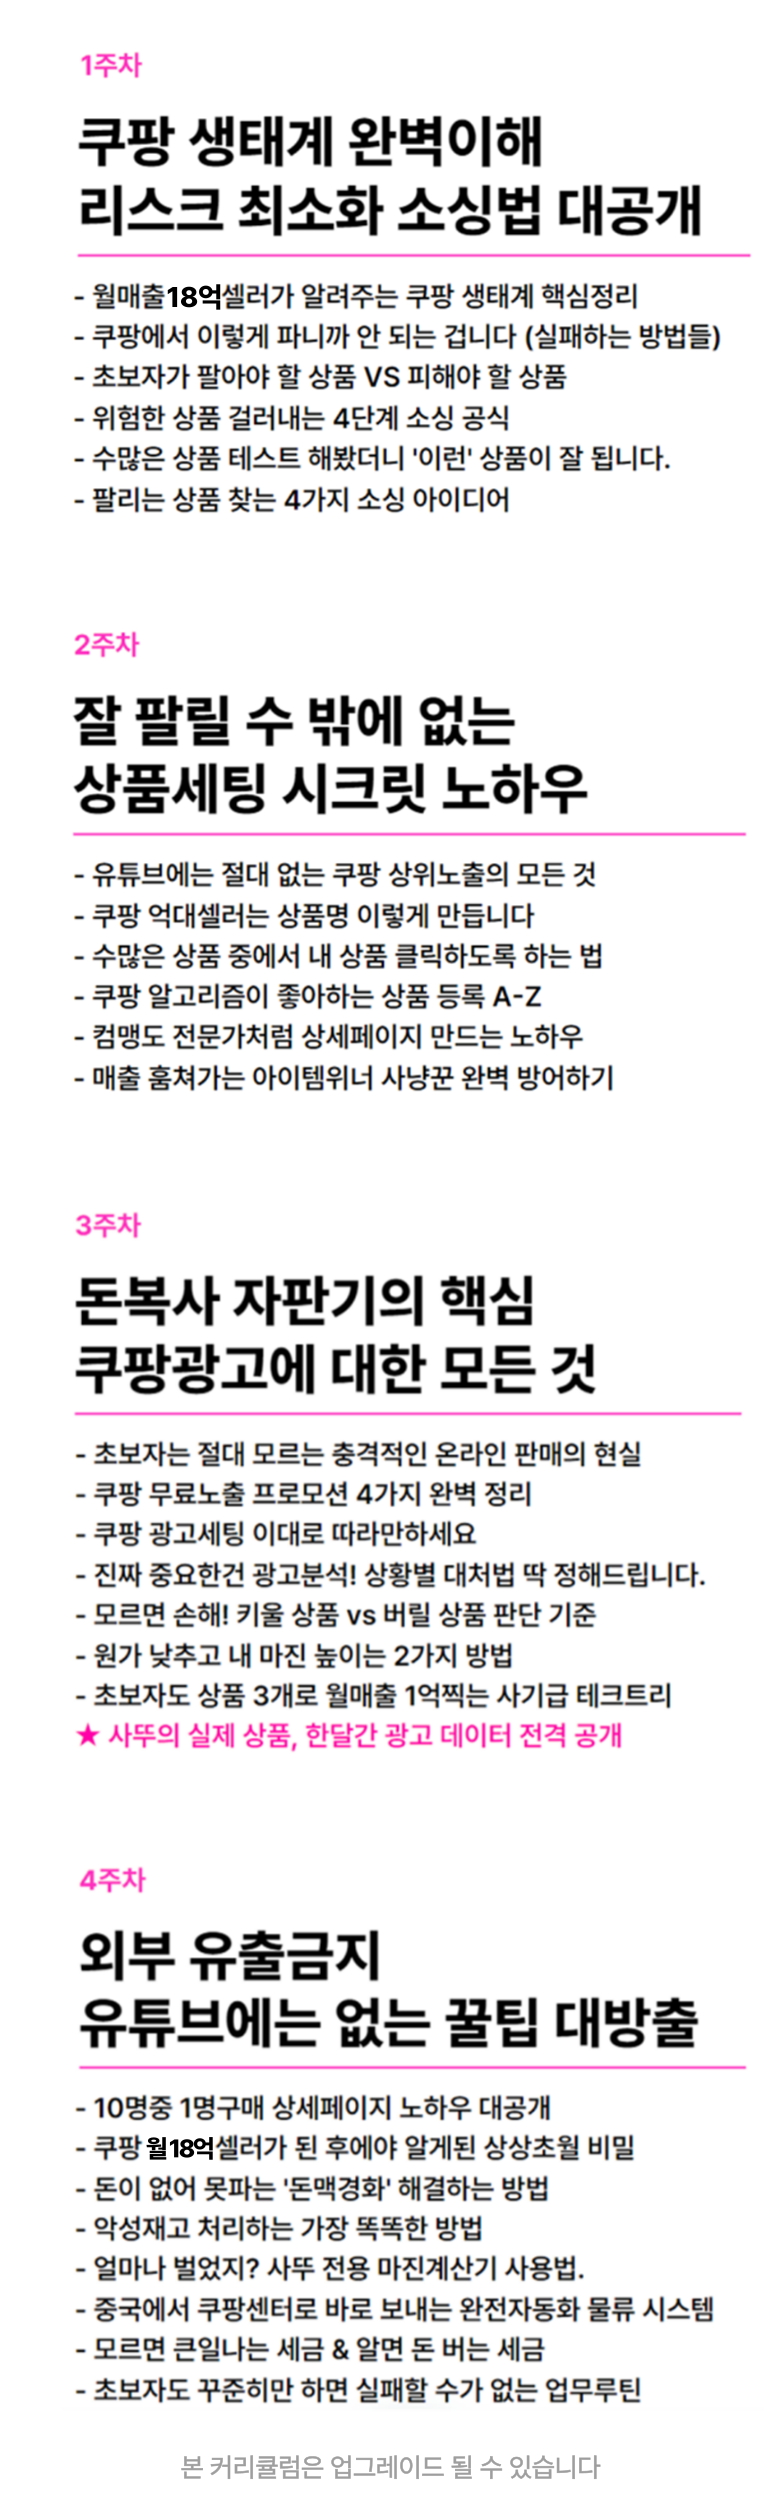 1주차
쿠팡 생태계 완벽이해
리스크 최소화 소싱법 대공개
- 월매출18억셀러가 알려주는 쿠팡 생태계 핵심정리
- 쿠팡에서 이렇게 파니까 안 되는 겁니다 (실패하는 방법들)
- 초보자가 팔아야 할 상품 VS 피해야 할 상품
- 위험한 상품 걸러내는 4단계 소싱 공식
- 수많은 상품 테스트 해봤더니 '이런' 상품이 잘 됩니다.
- 팔리는 상품 찾는 4가지 소싱 아이디어
2주차
잘 팔릴 수 밖에 없는
상품세팅 시크릿 노하우
- 유튜브에는 절대 없는 쿠팡 상위노출의 모든 것
- 쿠팡 억대셀러는 상품명 이렇게 만듭니다
- 수많은 상품 중에서 내 상품 클릭하도록 하는 법
- 쿠팡 알고리즘이 좋아하는 상품 등록 A-Z
- 컴맹도 전문가처럼 상세페이지 만드는 노하우
- 매출 훔쳐가는 아이템위너 사냥꾼 완벽 방어하기
3주차
돈복사 자판기의 핵심
쿠팡광고에 대한 모든 것
- 초보자는 절대 모르는 충격적인 온라인 판매의 현실
- 쿠팡 무료노출 프로모션 4가지 완벽 정리
- 쿠팡 광고세팅 이대로 따라만하세요
- 진짜 중요한건 광고분석! 상황별 대처법 딱 정해드립니다.
- 모르면 손해! 키울 상품 vs 버릴 상품 판단 기준
- 원가 낮추고 내 마진 높이는 2가지 방법
- 초보자도 상품 3개로 월매출 1억찍는 사기급 테크트리
★ 사뚜의 실제 상품, 한달간 광고 데이터 전격 공개
4주차
외부 유출금지
유튜브에는 없는 꿀팁 대방출
- 10명중 1명구매 상세페이지 노하우 대공개
- 쿠팡 월18억셀러가 된 후에야 알게된 상상초월 비밀
- 돈이 없어 못파는 '돈맥경화' 해결하는 방법
- 악성재고 처리하는 가장 똑똑한 방법
- 얼마나 벌었지? 사뚜 전용 마진계산기 사용법.
- 중국에서 쿠팡센터로 바로 보내는 완전자동화 물류 시스템
- 모르면 큰일나는 세금 & 알면 돈 버는 세금
- 초보자도 꾸준히만 하면 실패할 수가 없는 업무루틴
본 커리큘럼은 업그레이드 될 수 있습니다